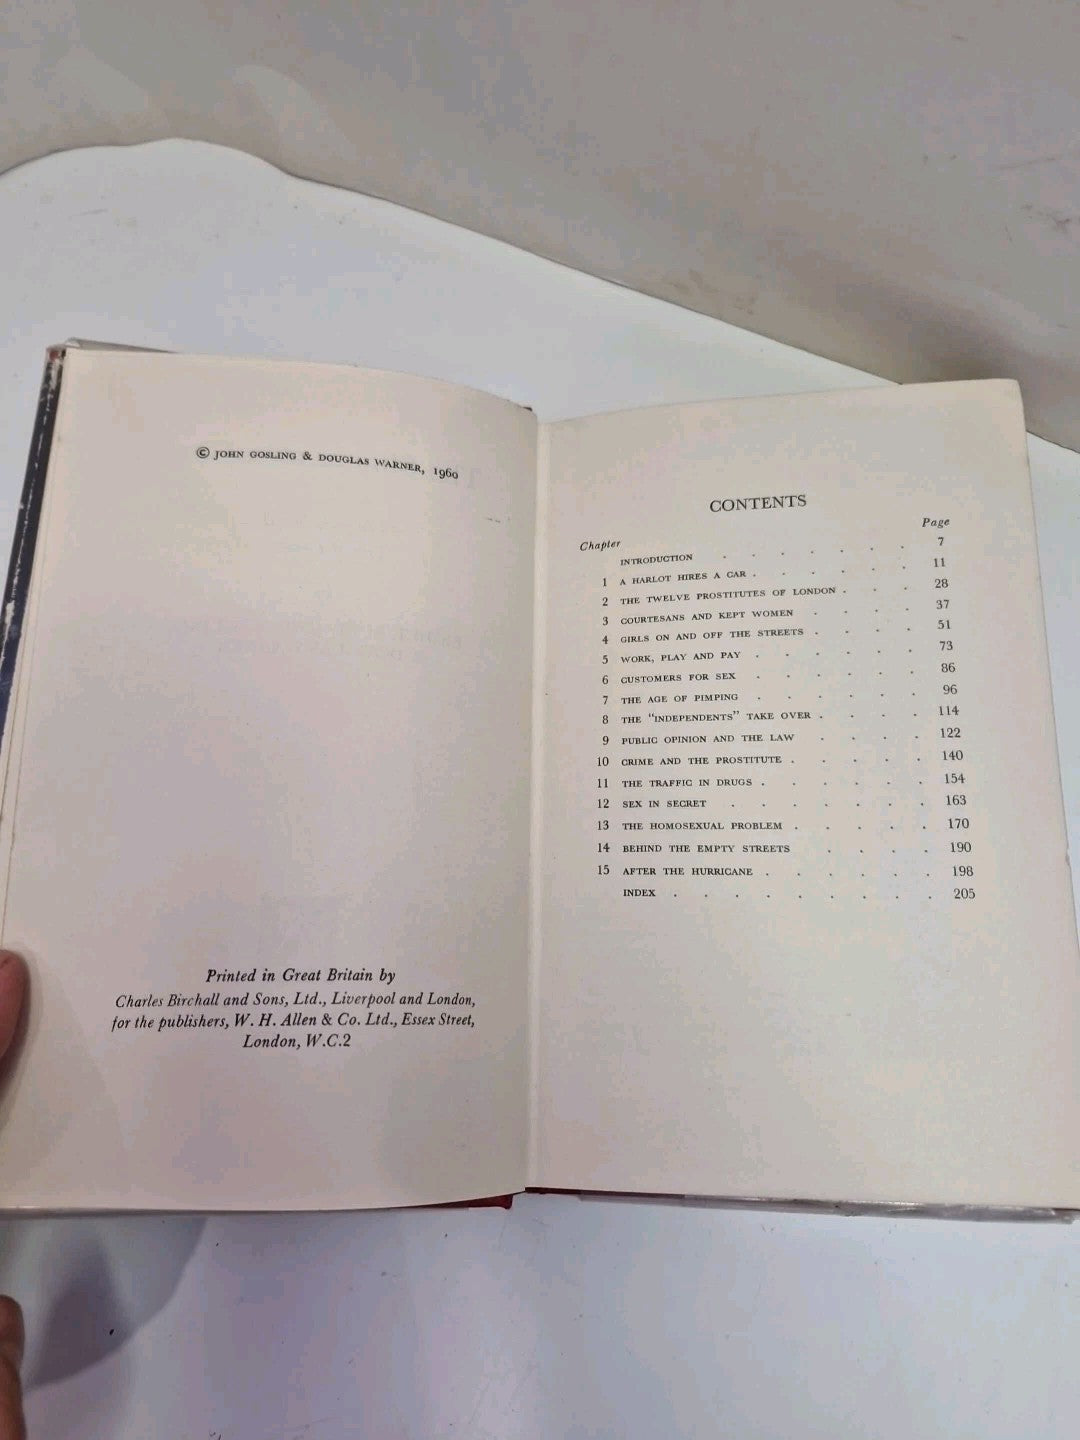 © JOHN GOSLING & DOUGLAS WARNER, 1960
Printed in Great Britain by
Charles Birchall and Sons, Ltd., Liverpool and London,
for the publishers, W. H. Allen & Co. Ltd., Essex Street,
London, W.C.2
CONTENTS
Chapter Page
INTRODUCTION . . . . . . . 7
1 A HARLOT HIRES A CAR . . . . . . 11
2 THE TWELVE PROSTITUTES OF LONDON . . . 28
3 COURTESANS AND KEPT WOMEN . . . . 37
4 GIRLS ON AND OFF THE STREETS . . . . 51
5 WORK, PLAY AND PAY . . . . . . 73
6 CUSTOMERS FOR SEX . . . . . . 86
7 THE AGE OF PIMPING . . . . . . 96
8 THE "INDEPENDENTS" TAKE OVER . . . . 114
9 PUBLIC OPINION AND THE LAW . . . . 122
10 CRIME AND THE PROSTITUTE . . . . . 140
11 THE TRAFFIC IN DRUGS . . . . . . 154
12 SEX IN SECRET . . . . . . . 163
13 THE HOMOSEXUAL PROBLEM . . . . . 170
14 BEHIND THE EMPTY STREETS . . . . 190
15 AFTER THE HURRICANE . . . . . . 198
INDEX . . . . . . . . . 205